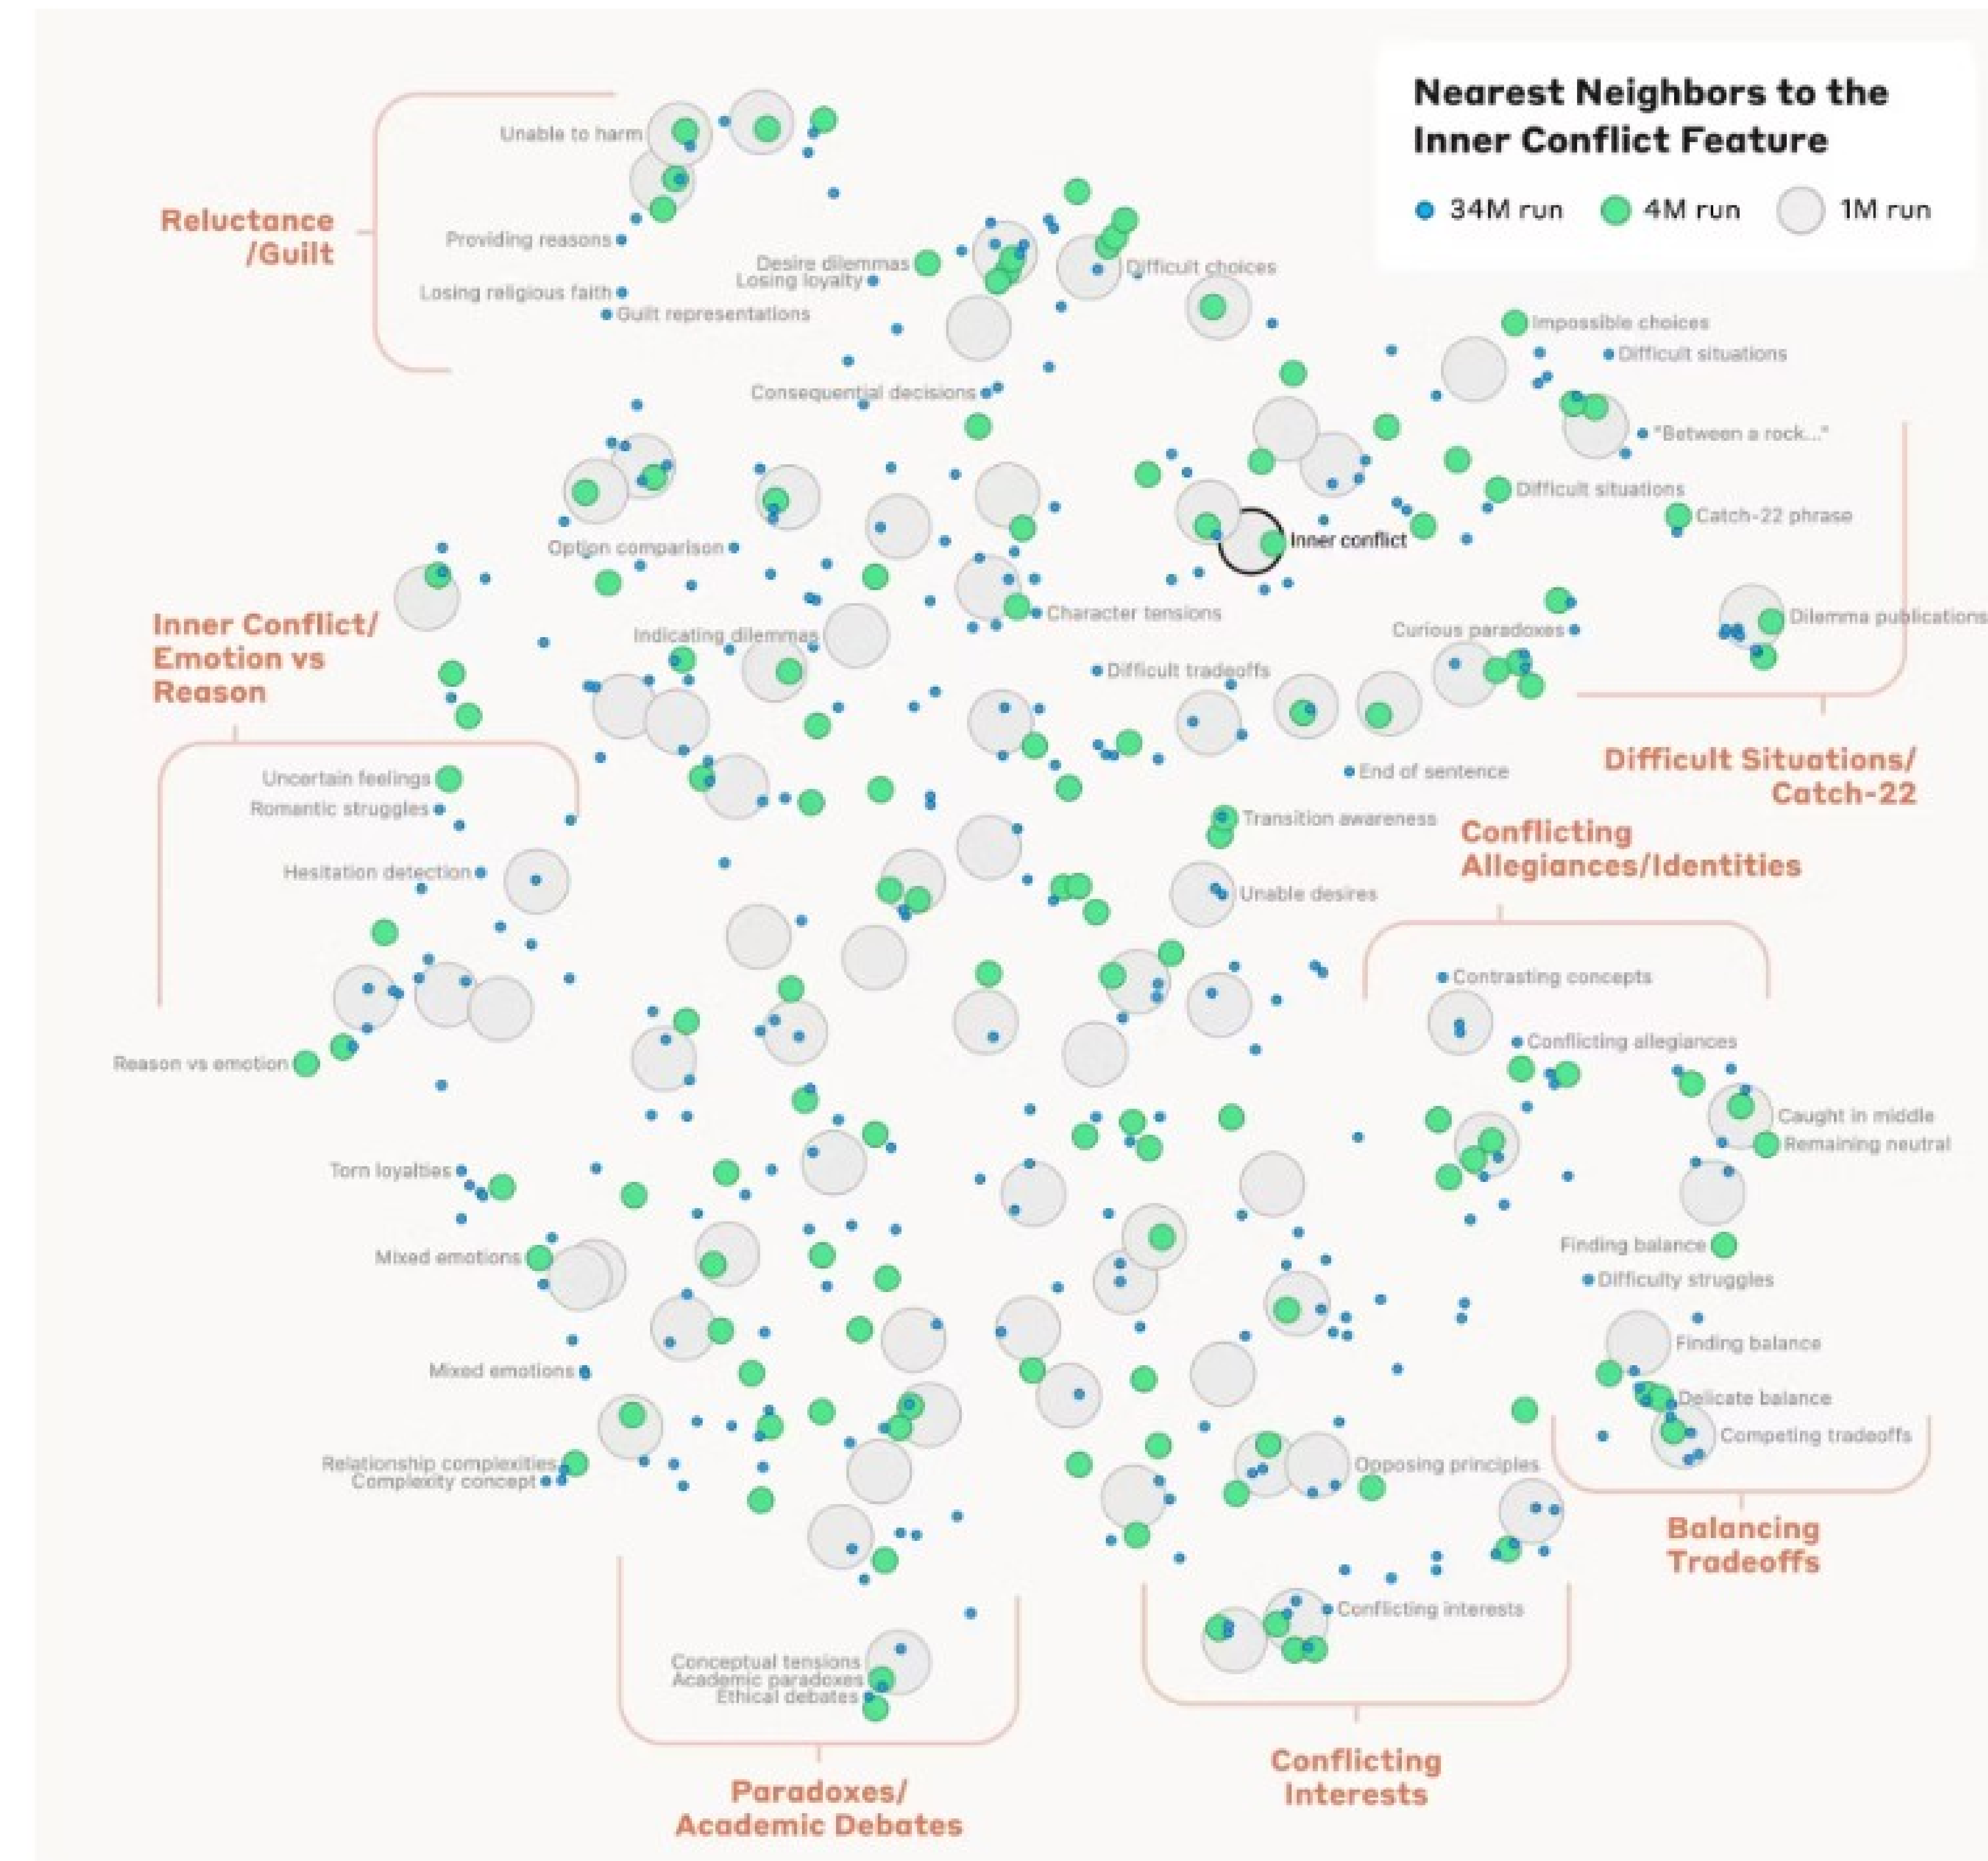 Nearest Neighbors to the
Inner Conflict Feature
34M run
4M run
1M run
Unable to harm
Reluctance
/Guilt
Providing reasons
Desire dilemmas
Losing loyalty
Difficult choices
Losing religious faith
Guilt representations
Impossible choices
Difficult situations
Consequential decisions
"Between a rock..."
Difficult situations
Catch-22 phrase
Inner conflict
Option comparison
Character tensions
Dilemma publications
Curious paradoxes
Inner Conflict/
Emotion vs
Reason
Indicating dilemmas
Difficult tradeoffs
Difficult Situations/
Catch-22
End of sentence
Uncertain feelings
Romantic struggles
Transition awareness
Conflicting
Allegiances/Identities
Hesitation detection
Unable desires
Contrasting concepts
Conflicting allegiances
Reason vs emotion
Caught in middle
Remaining neutral
Torn loyalties
Finding balance
Mixed emotions
Difficulty struggles
Finding balance
Mixed emotions
Delicate balance
Competing tradeoffs
Relationship complexities
Complexity concept
Opposing principles
Balancing
Tradeoffs
Conflicting interests
Conceptual tensions
Academic paradoxes
Ethical debates
Conflicting
Interests
Paradoxes/
Academic Debates